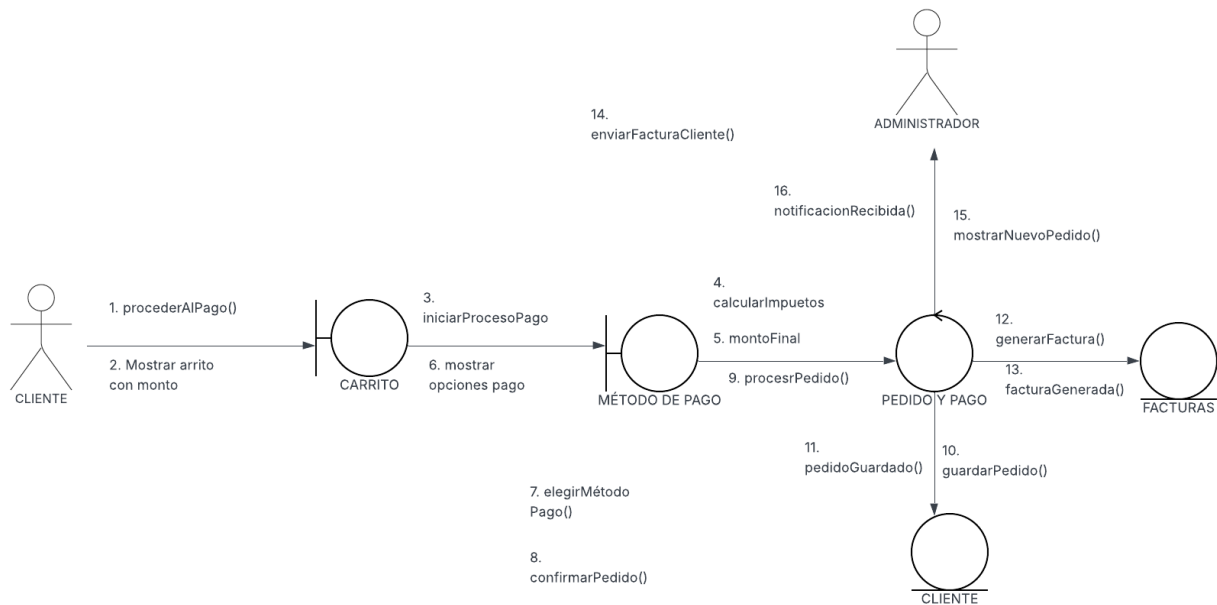 ADMINISTRADOR
14.
enviarFacturaCliente()
16.
notificacionRecibida()
15.
mostrarNuevoPedido()
CLIENTE
1. procederAlPago()
2. Mostrar arrito
con monto
CARRITO
3.
iniciarProcesoPago
6. mostrar
opciones pago
MÉTODO DE PAGO
4.
calcularImpuetos
5. montoFinal
9. procesrPedido()
PEDIDO Y PAGO
12.
generarFactura()
13.
facturaGenerada()
FACTURAS
11.
pedidoGuardado()
10.
guardarPedido()
7. elegirMétodo
Pago()
8.
confirmarPedido()
CLIENTE